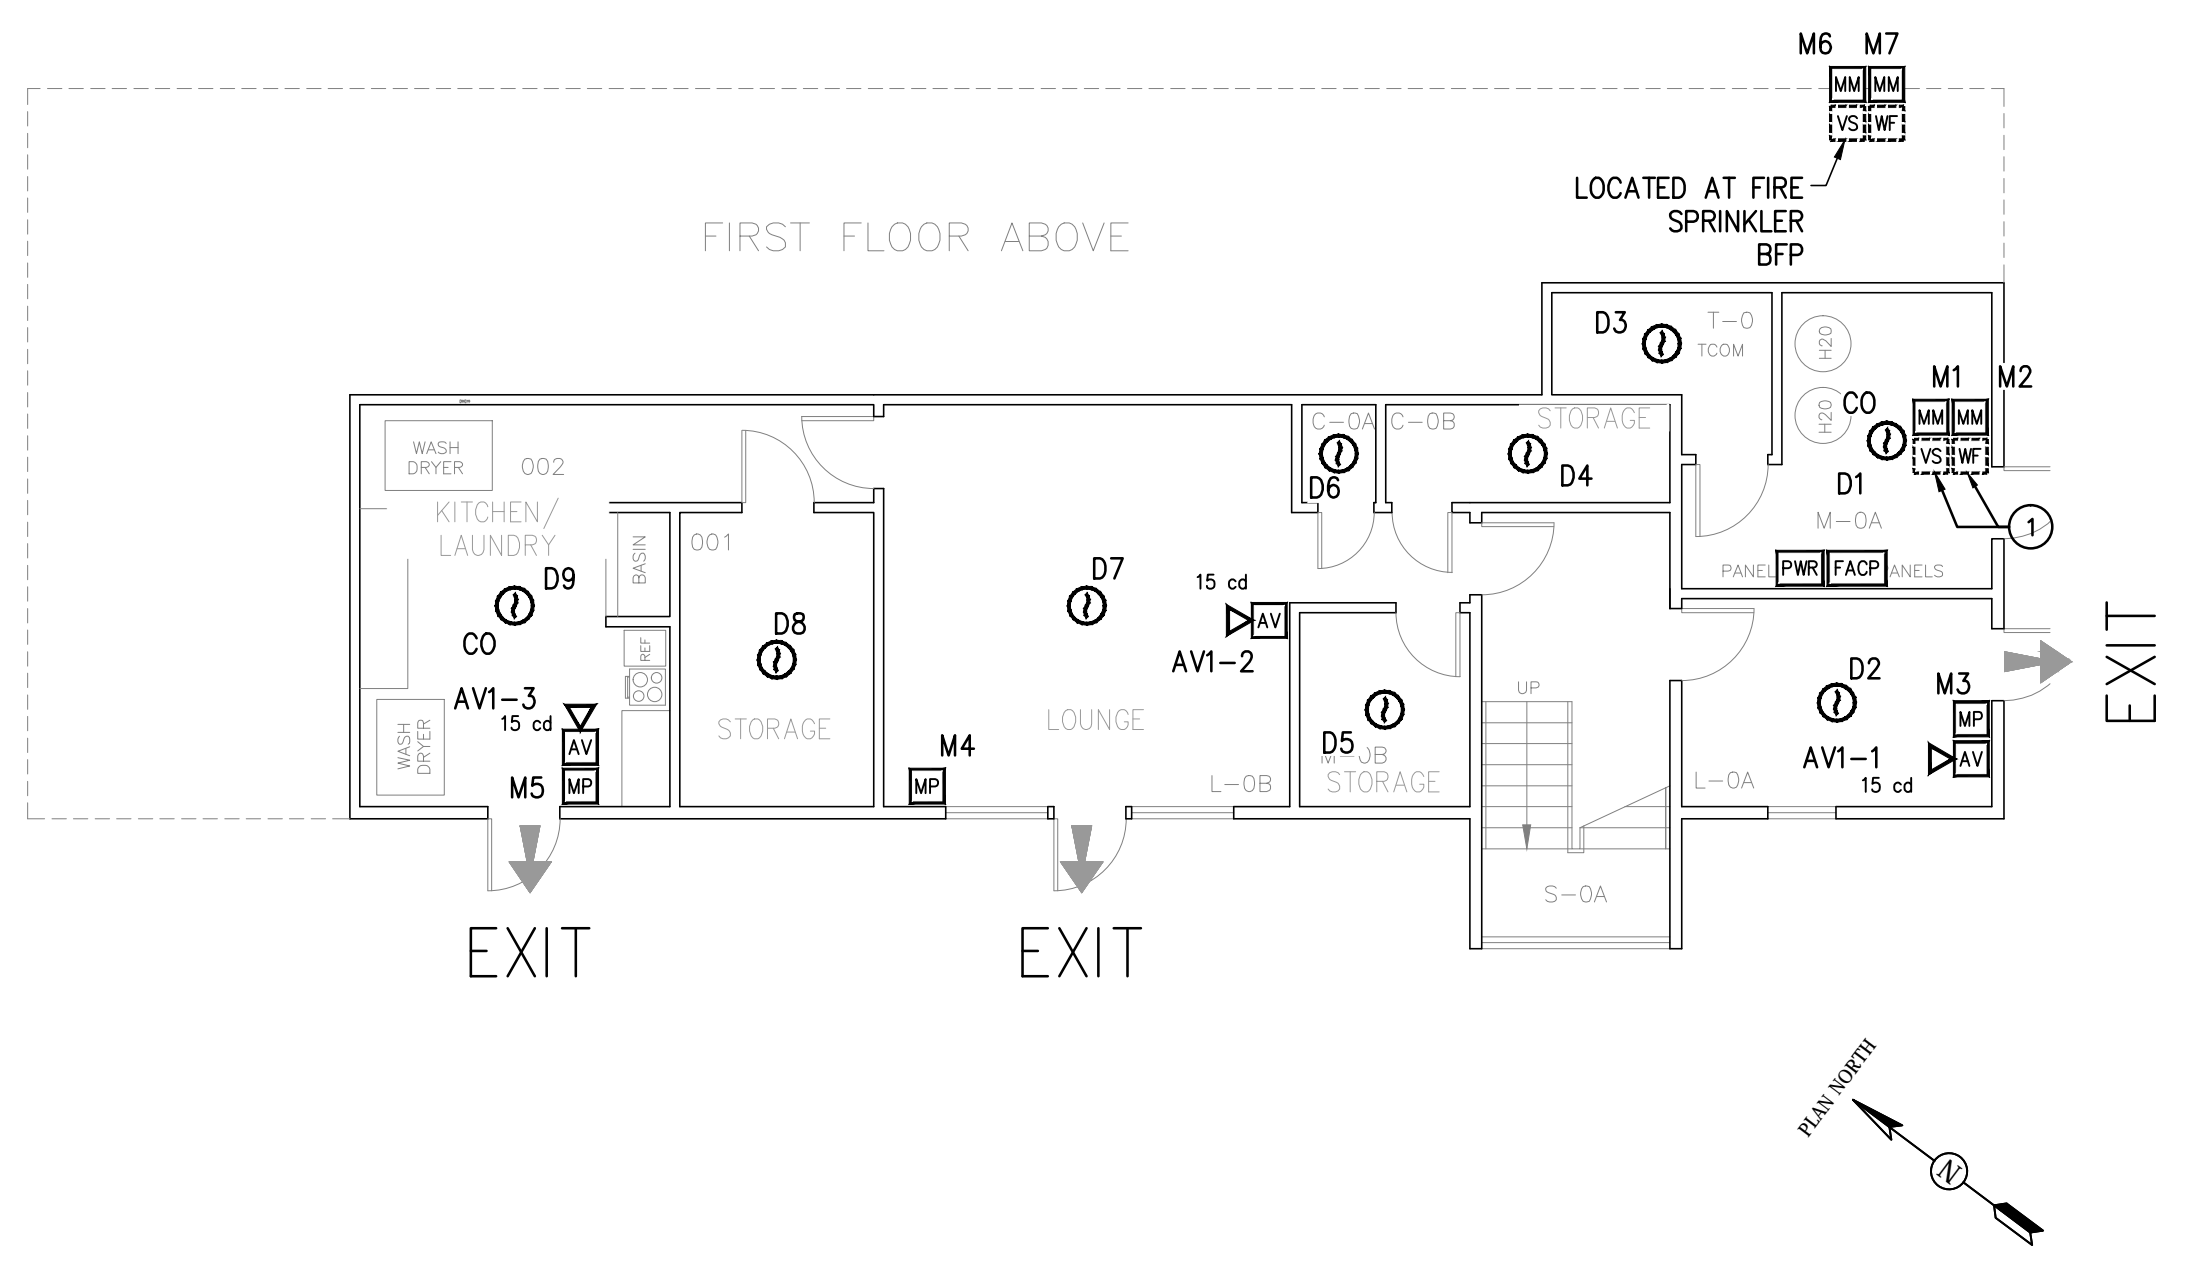 M6 M7
MM MM
VS WF
LOCATED AT FIRE
SPRINKLER
BFP
FIRST FLOOR ABOVE
D3
T-0
TCOM
H20
H20
CO
M1 M2
MM MM
VS WF
D1
M-0A
1
PANEL PWR FACP ANELS
C-0A
D6
C-0B
STORAGE
D4
WASH
DRYER
002
KITCHEN/
LAUNDRY
BASIN
D9
CO
REF
AV1-3
15 cd
AV
M5 MP
WASH
DRYER
001
D8
STORAGE
D7
15 cd
AV
AV1-2
LOUNGE
M4
MP
L-0B
D5
STORAGE
UP
S-0A
D2
M3
MP
AV1-1 AV
15 cd
L-0A
EXIT
EXIT
EXIT
PLAN NORTH
N